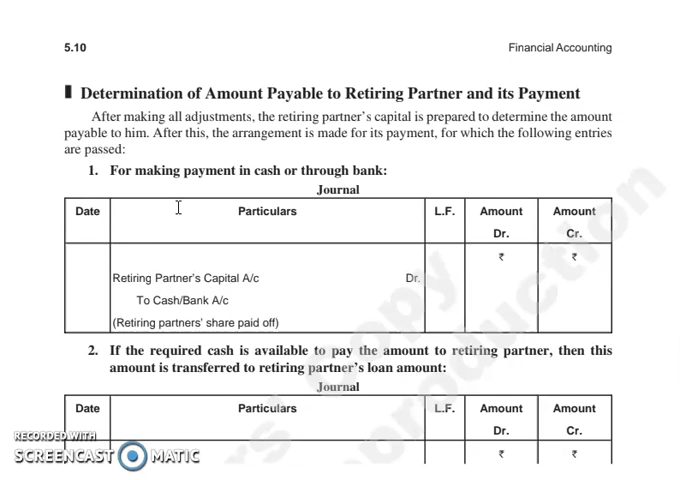 5.10 Financial Accounting
Determination of Amount Payable to Retiring Partner and its Payment
After making all adjustments, the retiring partner's capital is prepared to determine the amount
payable to him. After this, the arrangement is made for its payment, for which the following entries
are passed:
1. For making payment in cash or through bank:
Journal
Date Particulars L.F. Amount Amount
Dr. Cr.
₹ ₹
Retiring Partner's Capital A/c Dr.
To Cash/Bank A/c
(Retiring partners' share paid off)
2. If the required cash is available to pay the amount to retiring partner, then this
amount is transferred to retiring partner's loan amount:
Journal
Date Particulars L.F. Amount Amount
Dr. Cr.
₹ ₹
RECORDED WITH
SCREENCAST MATIC